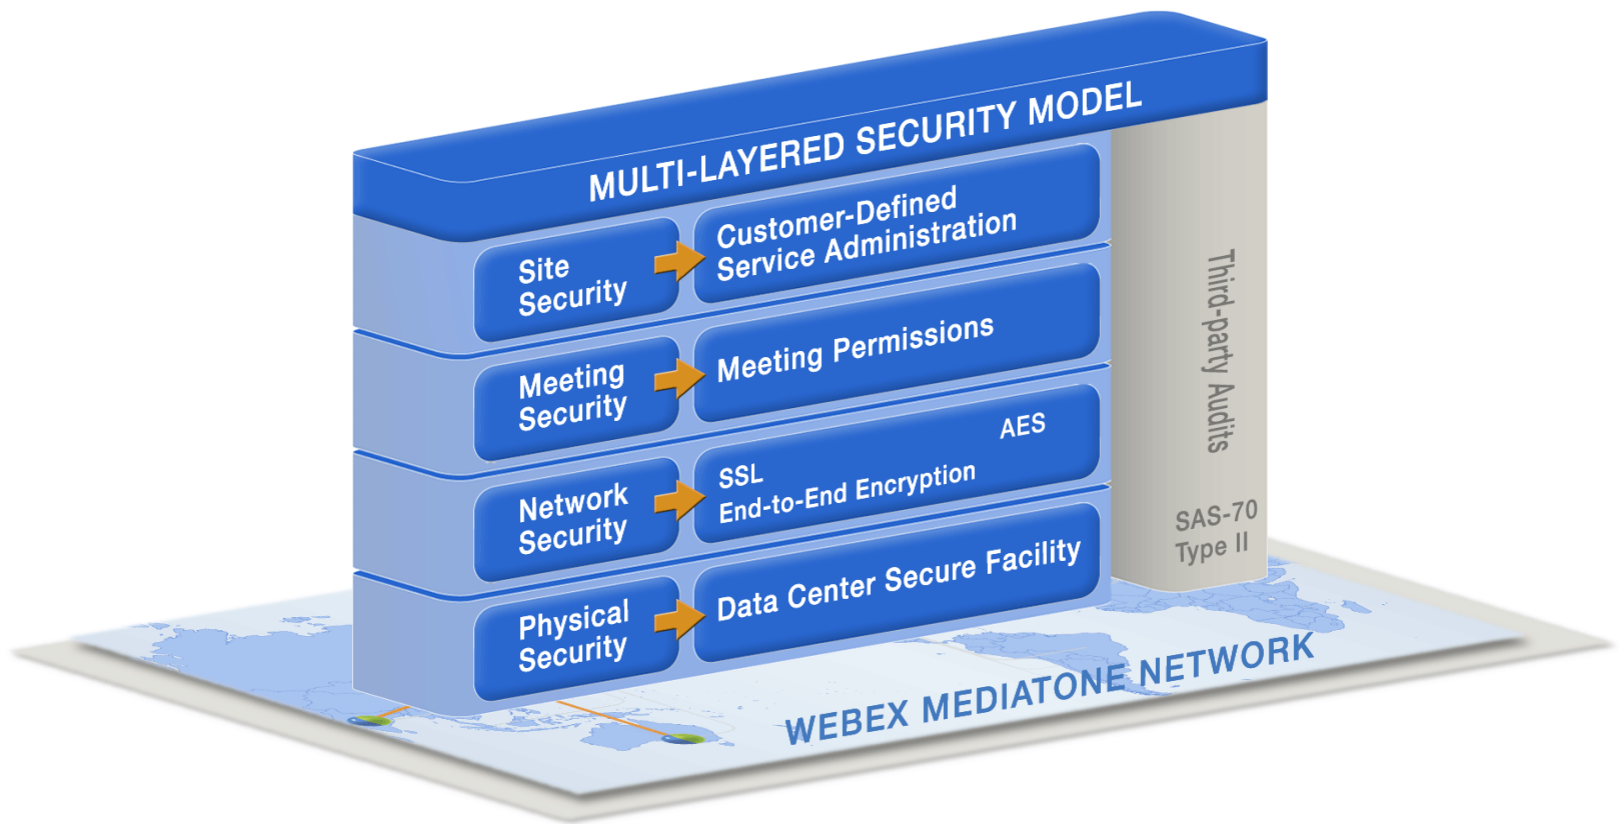 MULTI-LAYERED SECURITY MODEL
Site
Security
Customer-Defined
Service Administration
Meeting
Security
Meeting Permissions
Network
Security
AES
SSL
End-to-End Encryption
Physical
Security
Data Center Secure Facility
Third-party Audits
SAS-70
Type II
WEBEX MEDIATONE NETWORK